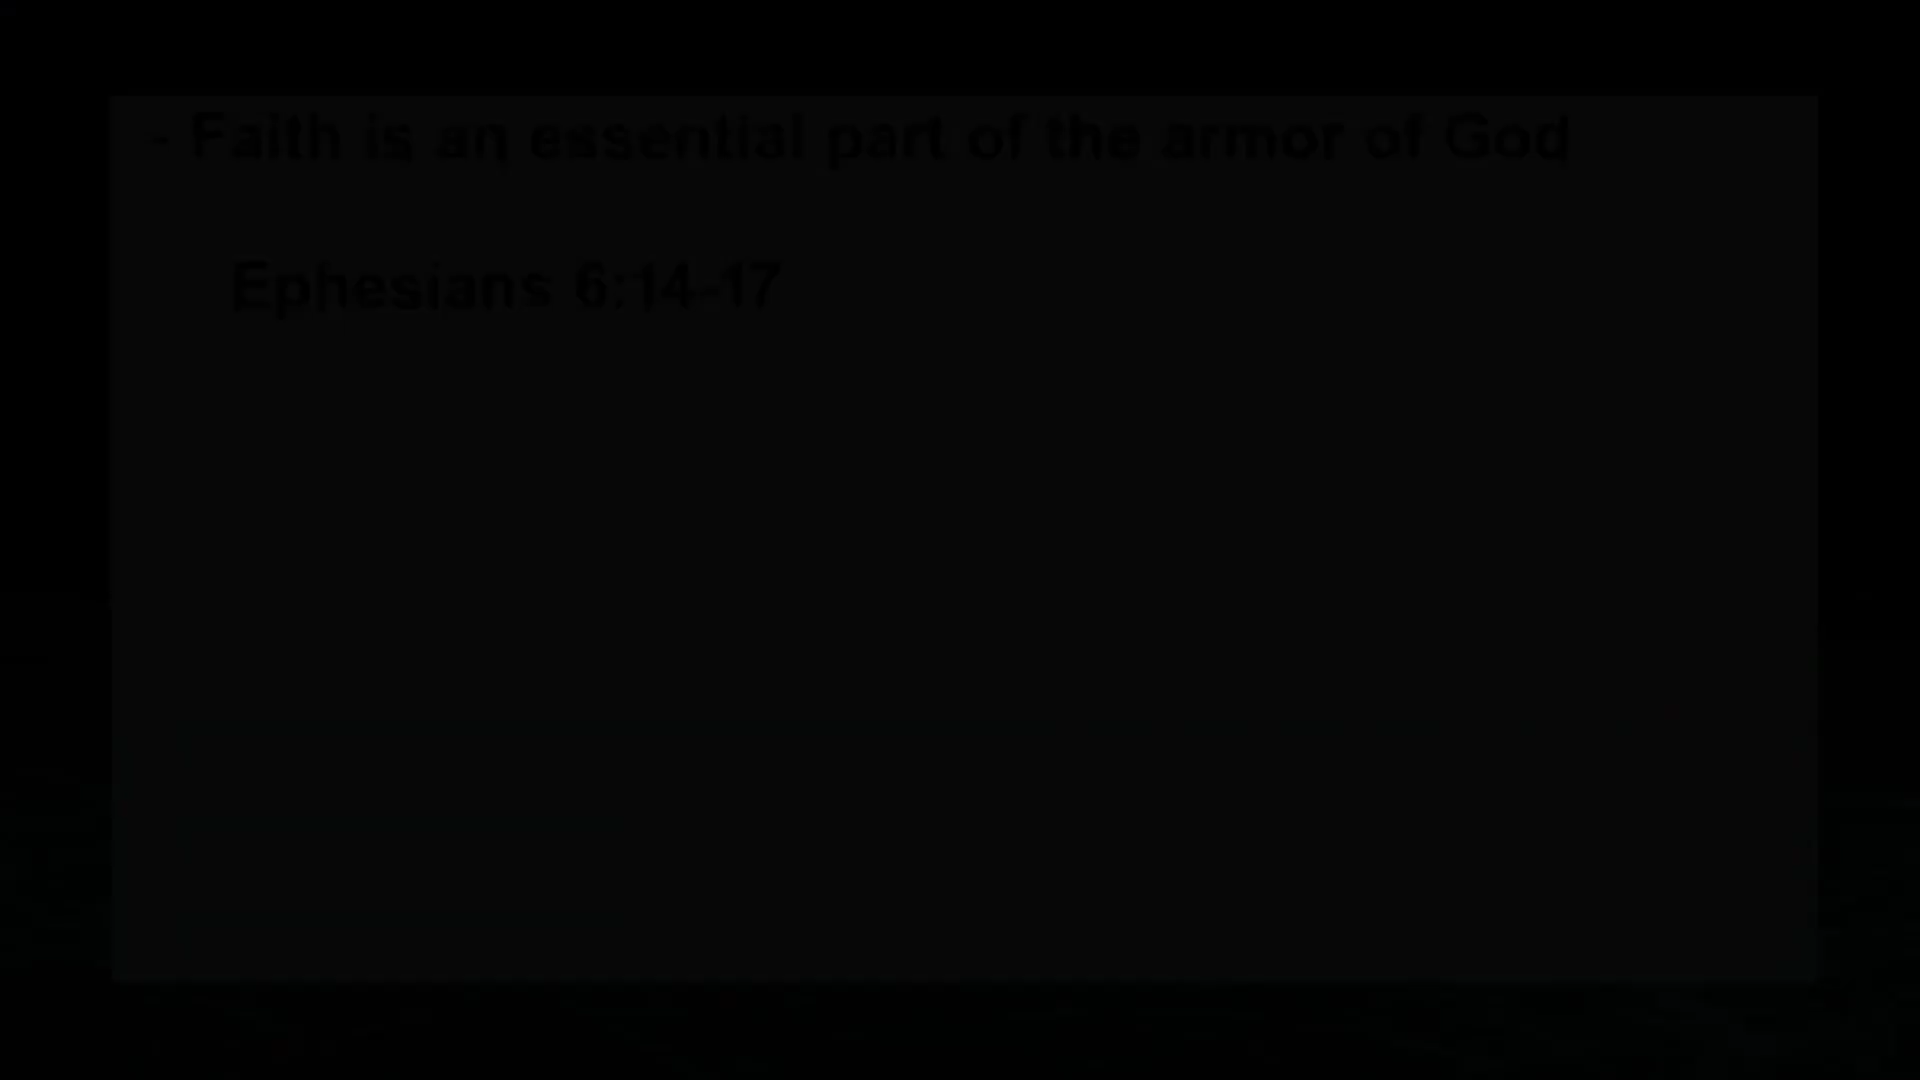 - Faith is an essential part of the armor of God
Ephesians 6:14-17